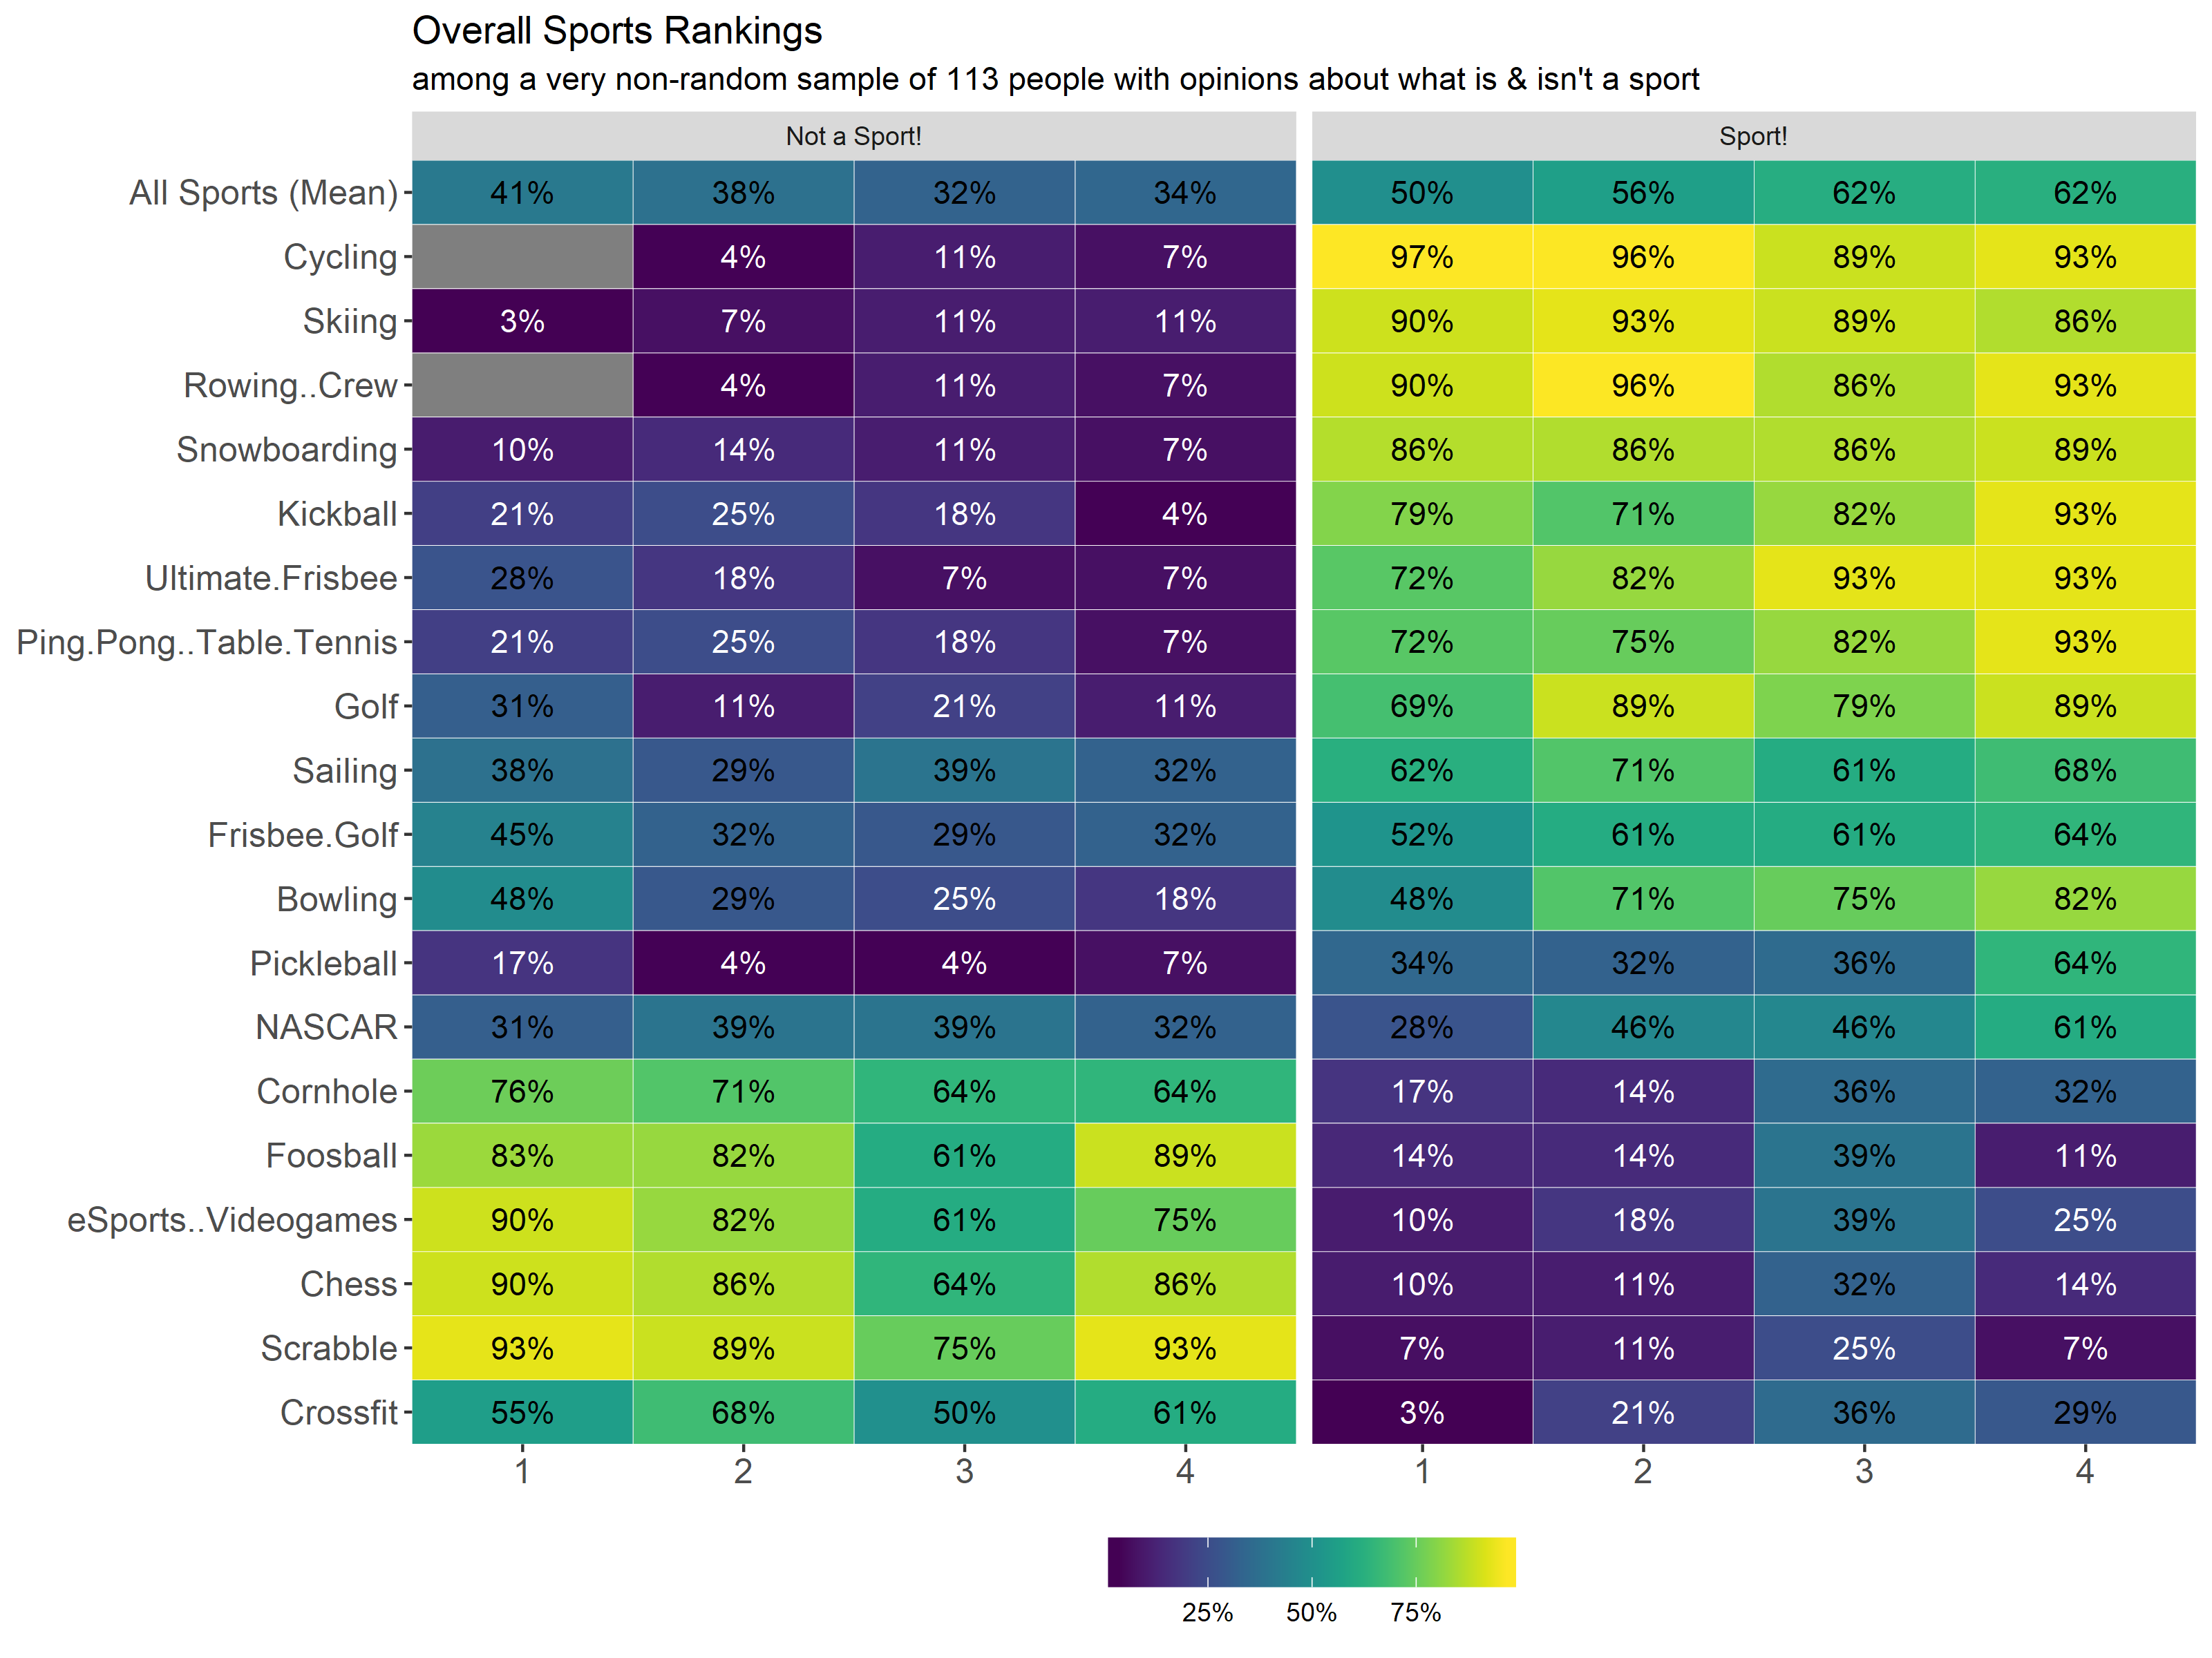 Overall Sports Rankings
among a very non-random sample of 113 people with opinions about what is & isn't a sport
Not a Sport! Sport!
All Sports (Mean) 41% 38% 32% 34% 50% 56% 62% 62%
Cycling 4% 11% 7% 97% 96% 89% 93%
Skiing 3% 7% 11% 11% 90% 93% 89% 86%
Rowing..Crew 4% 11% 7% 90% 96% 86% 93%
Snowboarding 10% 14% 11% 7% 86% 86% 86% 89%
Kickball 21% 25% 18% 4% 79% 71% 82% 93%
Ultimate.Frisbee 28% 18% 7% 7% 72% 82% 93% 93%
Ping.Pong..Table.Tennis 21% 25% 18% 7% 72% 75% 82% 93%
Golf 31% 11% 21% 11% 69% 89% 79% 89%
Sailing 38% 29% 39% 32% 62% 71% 61% 68%
Frisbee.Golf 45% 32% 29% 32% 52% 61% 61% 64%
Bowling 48% 29% 25% 18% 48% 71% 75% 82%
Pickleball 17% 4% 4% 7% 34% 32% 36% 64%
NASCAR 31% 39% 39% 32% 28% 46% 46% 61%
Cornhole 76% 71% 64% 64% 17% 14% 36% 32%
Foosball 83% 82% 61% 89% 14% 14% 39% 11%
eSports..Videogames 90% 82% 61% 75% 10% 18% 39% 25%
Chess 90% 86% 64% 86% 10% 11% 32% 14%
Scrabble 93% 89% 75% 93% 7% 11% 25% 7%
Crossfit 55% 68% 50% 61% 3% 21% 36% 29%
1 2 3 4 1 2 3 4
25% 50% 75%